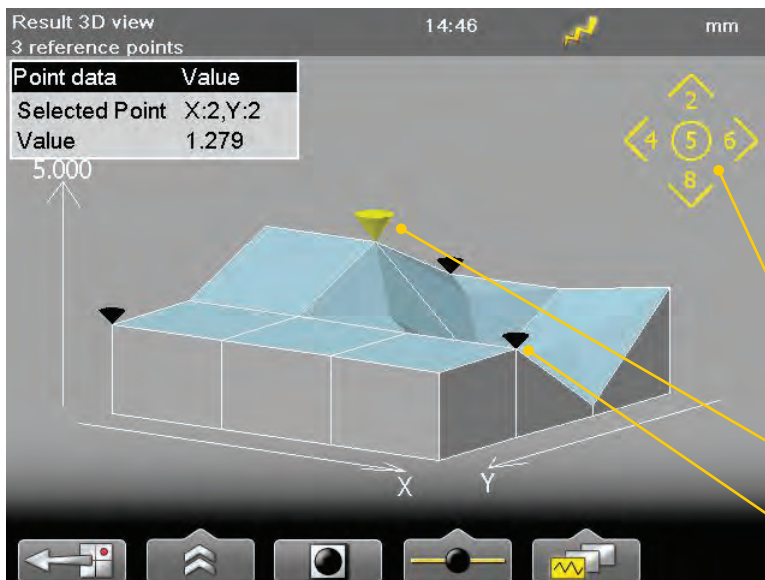 Result 3D view 14:46 mm
3 reference points
Point data Value
Selected Point X:2,Y:2
Value 1.279
5.000
2
4 5 6
8
X Y